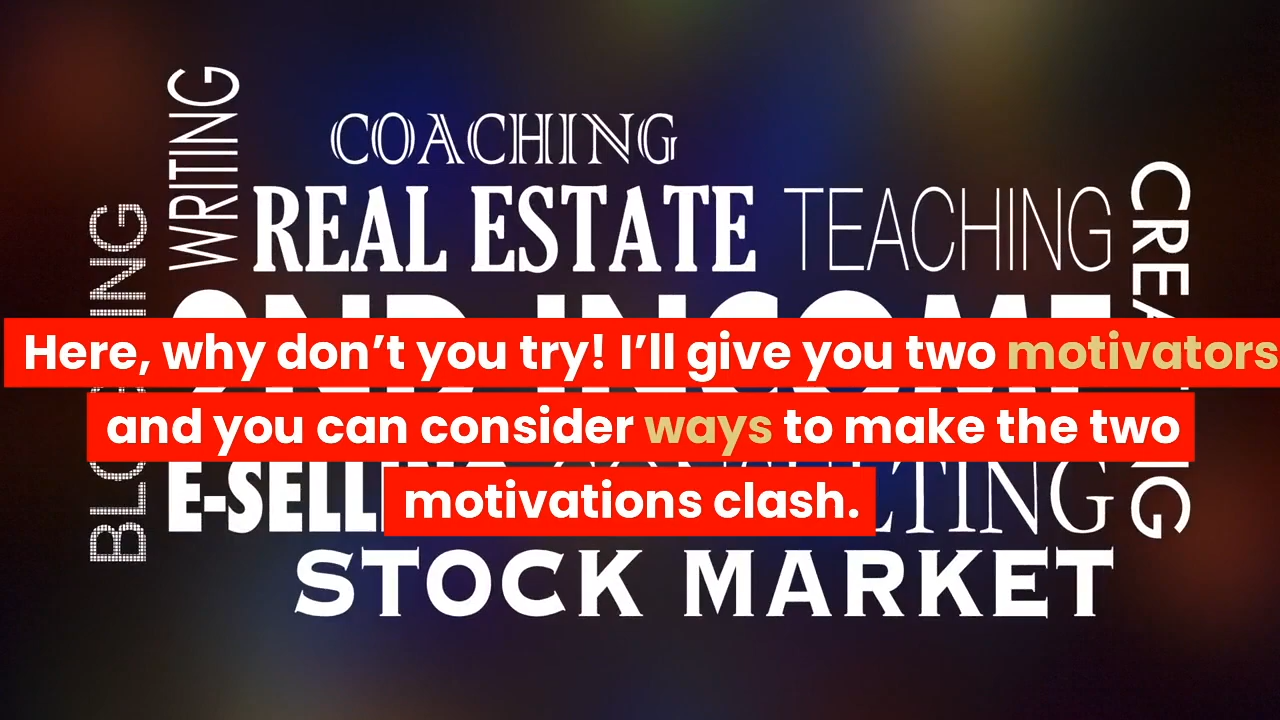 WRITING
COACHING
REAL ESTATE
TEACHING
Here, why don’t you try! I’ll give you two motivators
and you can consider ways to make the two
motivations clash.
STOCK MARKET